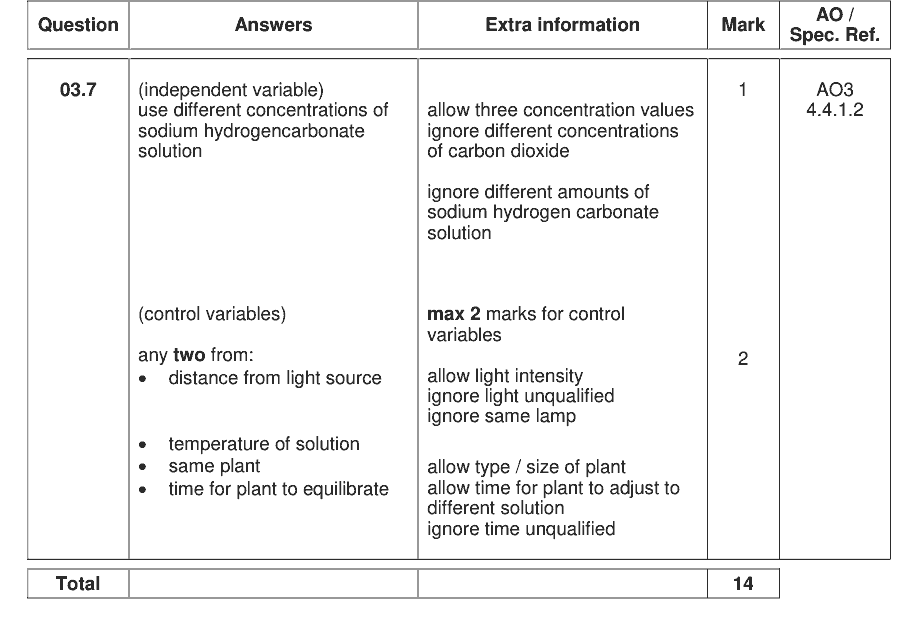 Question Answers Extra information Mark AO /
Spec. Ref.
03.7 (independent variable) 1 AO3
use different concentrations of allow three concentration values 4.4.1.2
sodium hydrogencarbonate ignore different concentrations
solution of carbon dioxide
ignore different amounts of
sodium hydrogen carbonate
solution
(control variables) max 2 marks for control
variables
any two from: 2
• distance from light source allow light intensity
ignore light unqualified
ignore same lamp
• temperature of solution
• same plant allow type / size of plant
• time for plant to equilibrate allow time for plant to adjust to
different solution
ignore time unqualified
Total 14